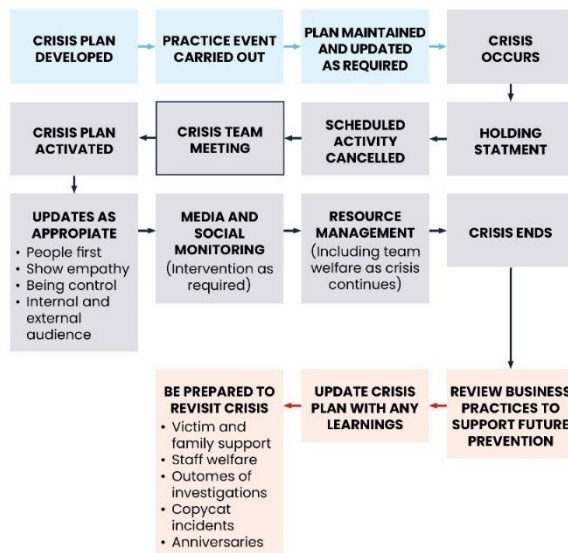 CRISIS PLAN
DEVELOPED
PRACTICE EVENT
CARRIED OUT
PLAN MAINTAINED
AND UPDATED
AS REQUIRED
CRISIS
OCCURS
CRISIS PLAN
ACTIVATED
CRISIS TEAM
MEETING
SCHEDULED
ACTIVITY
CANCELLED
HOLDING
STATMENT
UPDATES AS
APPROPIATE
• People first
• Show empathy
• Being control
• Internal and
external
audience
MEDIA AND
SOCIAL
MONITORING
(Intervention as
required)
RESOURCE
MANAGEMENT
(Including team
welfare as crisis
continues)
CRISIS ENDS
BE PREPARED TO
REVISIT CRISIS
• Victim and
family support
• Staff welfare
• Outcomes of
investigations
• Copycat
incidents
• Anniversaries
UPDATE CRISIS
PLAN WITH ANY
LEARNINGS
REVIEW BUSINESS
PRACTICES TO
SUPPORT FUTURE
PREVENTION